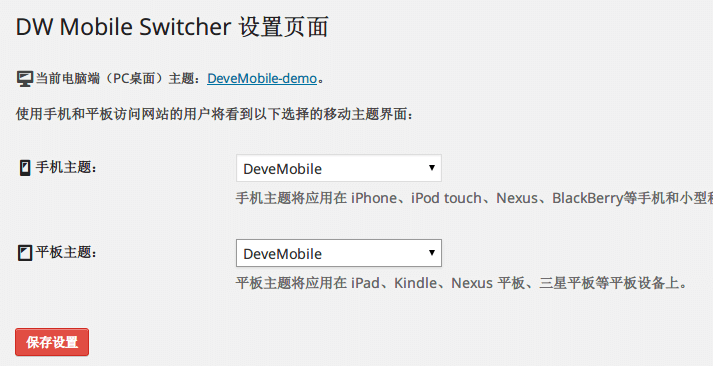 DW Mobile Switcher 设置页面
当前电脑端（PC桌面）主题：DeveMobile-demo。
使用手机和平板访问网站的用户将看到以下选择的移动主题界面：
手机主题：
DeveMobile
手机主题将应用在 iPhone、iPod touch、Nexus、BlackBerry等手机和小型
平板主题：
DeveMobile
平板主题将应用在 iPad、Kindle、Nexus 平板、三星平板等平板设备上。
保存设置